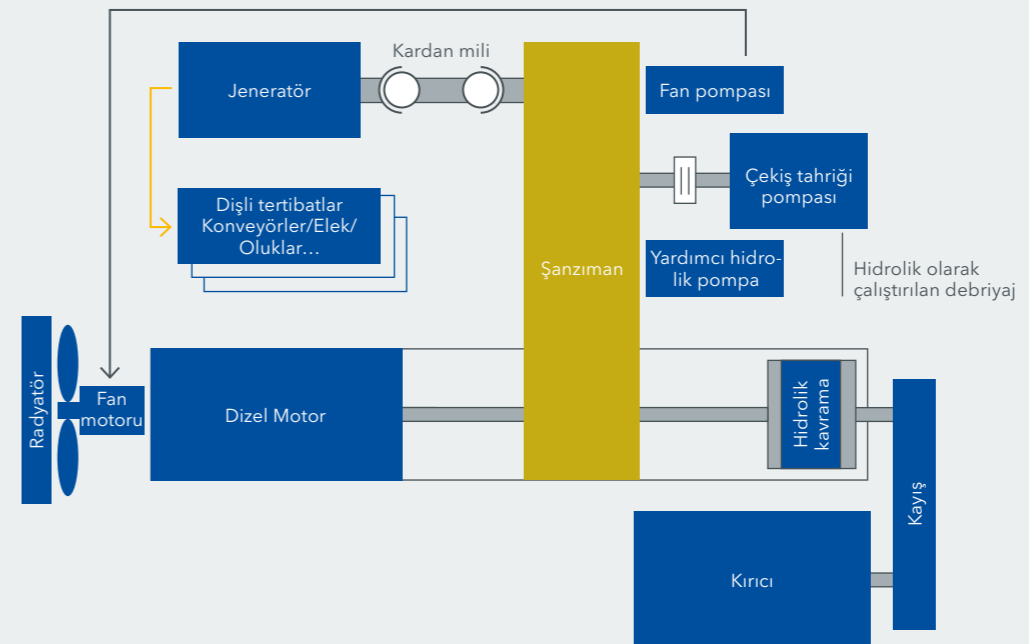 Kardan mili
Jeneratör
Fan pompası
Çekiş tahriği
pompası
Dişli tertibatlar
Konveyörler/Elek/
Oluklar...
Şanzıman
Yardımcı hidro-
lik pompa
Hidrolik olarak
çalıştırılan debriyaj
Radyatör
Fan
motoru
Dizel Motor
Hidrolik
kavrama
Kayış
Kırıcı